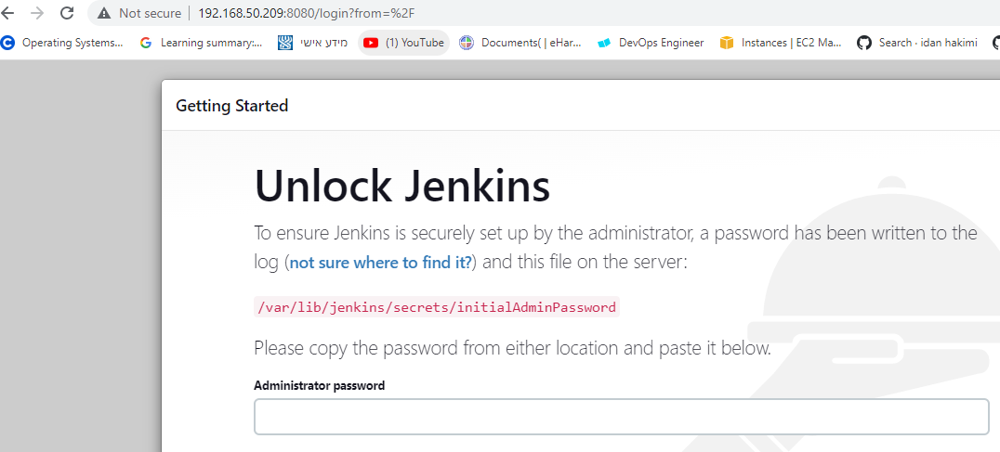 Not secure | 192.168.50.209:8080/login?from=%2F
Operating Systems... Learning summary:... מידע אישי (1) YouTube Documents( | eHar... DevOps Engineer Instances | EC2 Ma... Search · idan hakimi
Getting Started
Unlock Jenkins
To ensure Jenkins is securely set up by the administrator, a password has been written to the
log (not sure where to find it?) and this file on the server:
/var/lib/jenkins/secrets/initialAdminPassword
Please copy the password from either location and paste it below.
Administrator password